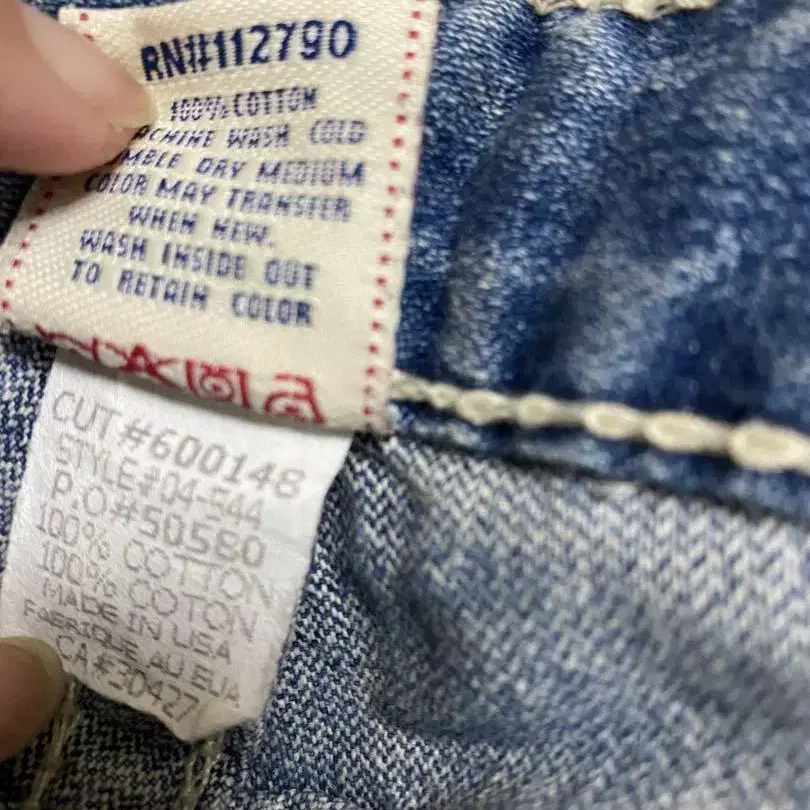 RN#112790
100% COTTON
MACHINE WASH COLD
TUMBLE DRY MEDIUM
COLOR MAY TRANSFER
WHEN NEW.
WASH INSIDE OUT
TO RETAIN COLOR
CUT #600148
STYLE#04-544
P.O#50580
100% COTTON
100% COTON
MADE IN USA
FABRIQUE AU EUA
CA#30427